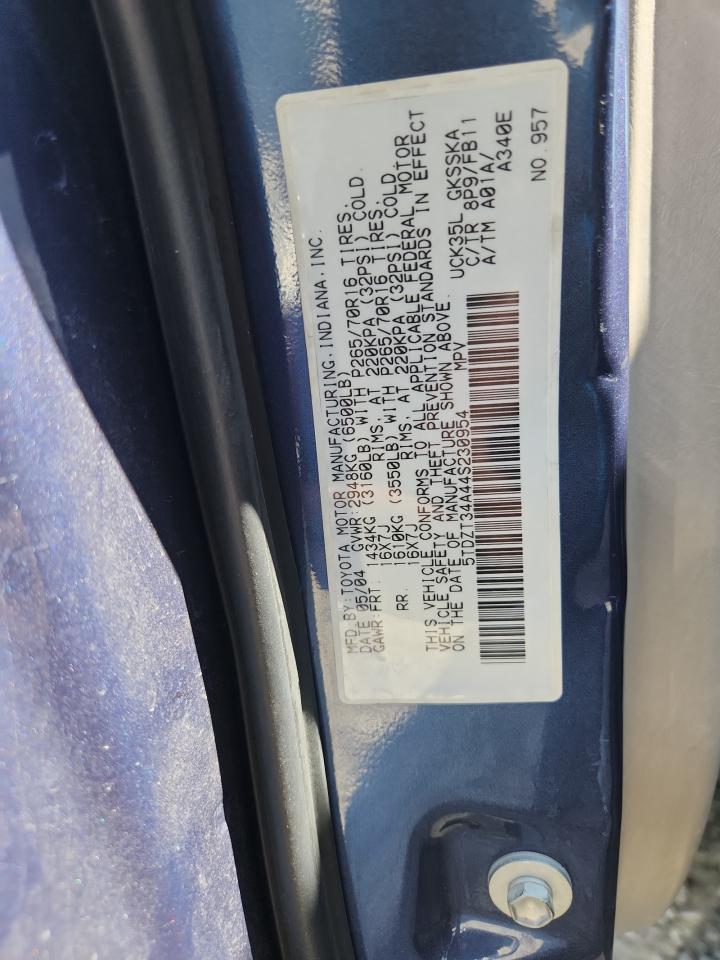 MFD.BY:TOYOTA MOTOR MANUFACTURING,INDIANA,INC.
DATE:05/04 GVWR:2948KG(6500LB)
GAWR:FRT: 1434KG (3160LB) WITH P265/70R16 TIRES,
16X7J RIMS, AT 220KPA (32PSI) COLD.
RR. 1610KG (3550LB) WITH P265/70R16 TIRES,
16X7J RIMS, AT 220KPA (32PSI) COLD.
THIS VEHICLE CONFORMS TO ALL APPLICABLE FEDERAL MOTOR
VEHICLE SAFETY AND THEFT PREVENTION STANDARDS IN EFFECT
ON THE DATE OF MANUFACTURE SHOWN ABOVE.
5TDZT34A44S230954 MPV
UCK35L GKSSKA
C/TR 8P9/FB11
A/TM A01A/
A340E
NO.957